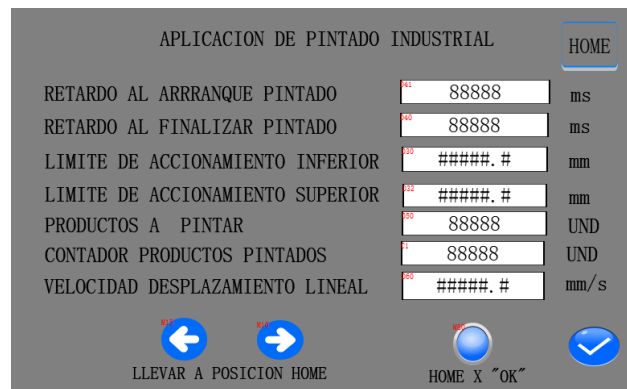 APLICACION DE PINTADO INDUSTRIAL
HOME
RETARDO AL ARRRANQUE PINTADO 88888 ms
RETARDO AL FINALIZAR PINTADO 88888 ms
LIMITE DE ACCIONAMIENTO INFERIOR #####.# mm
LIMITE DE ACCIONAMIENTO SUPERIOR #####.# mm
PRODUCTOS A PINTAR 88888 UND
CONTADOR PRODUCTOS PINTADOS 88888 UND
VELOCIDAD DESPLAZAMIENTO LINEAL #####.# mm/s
LLEVAR A POSICION HOME
HOME X "OK"